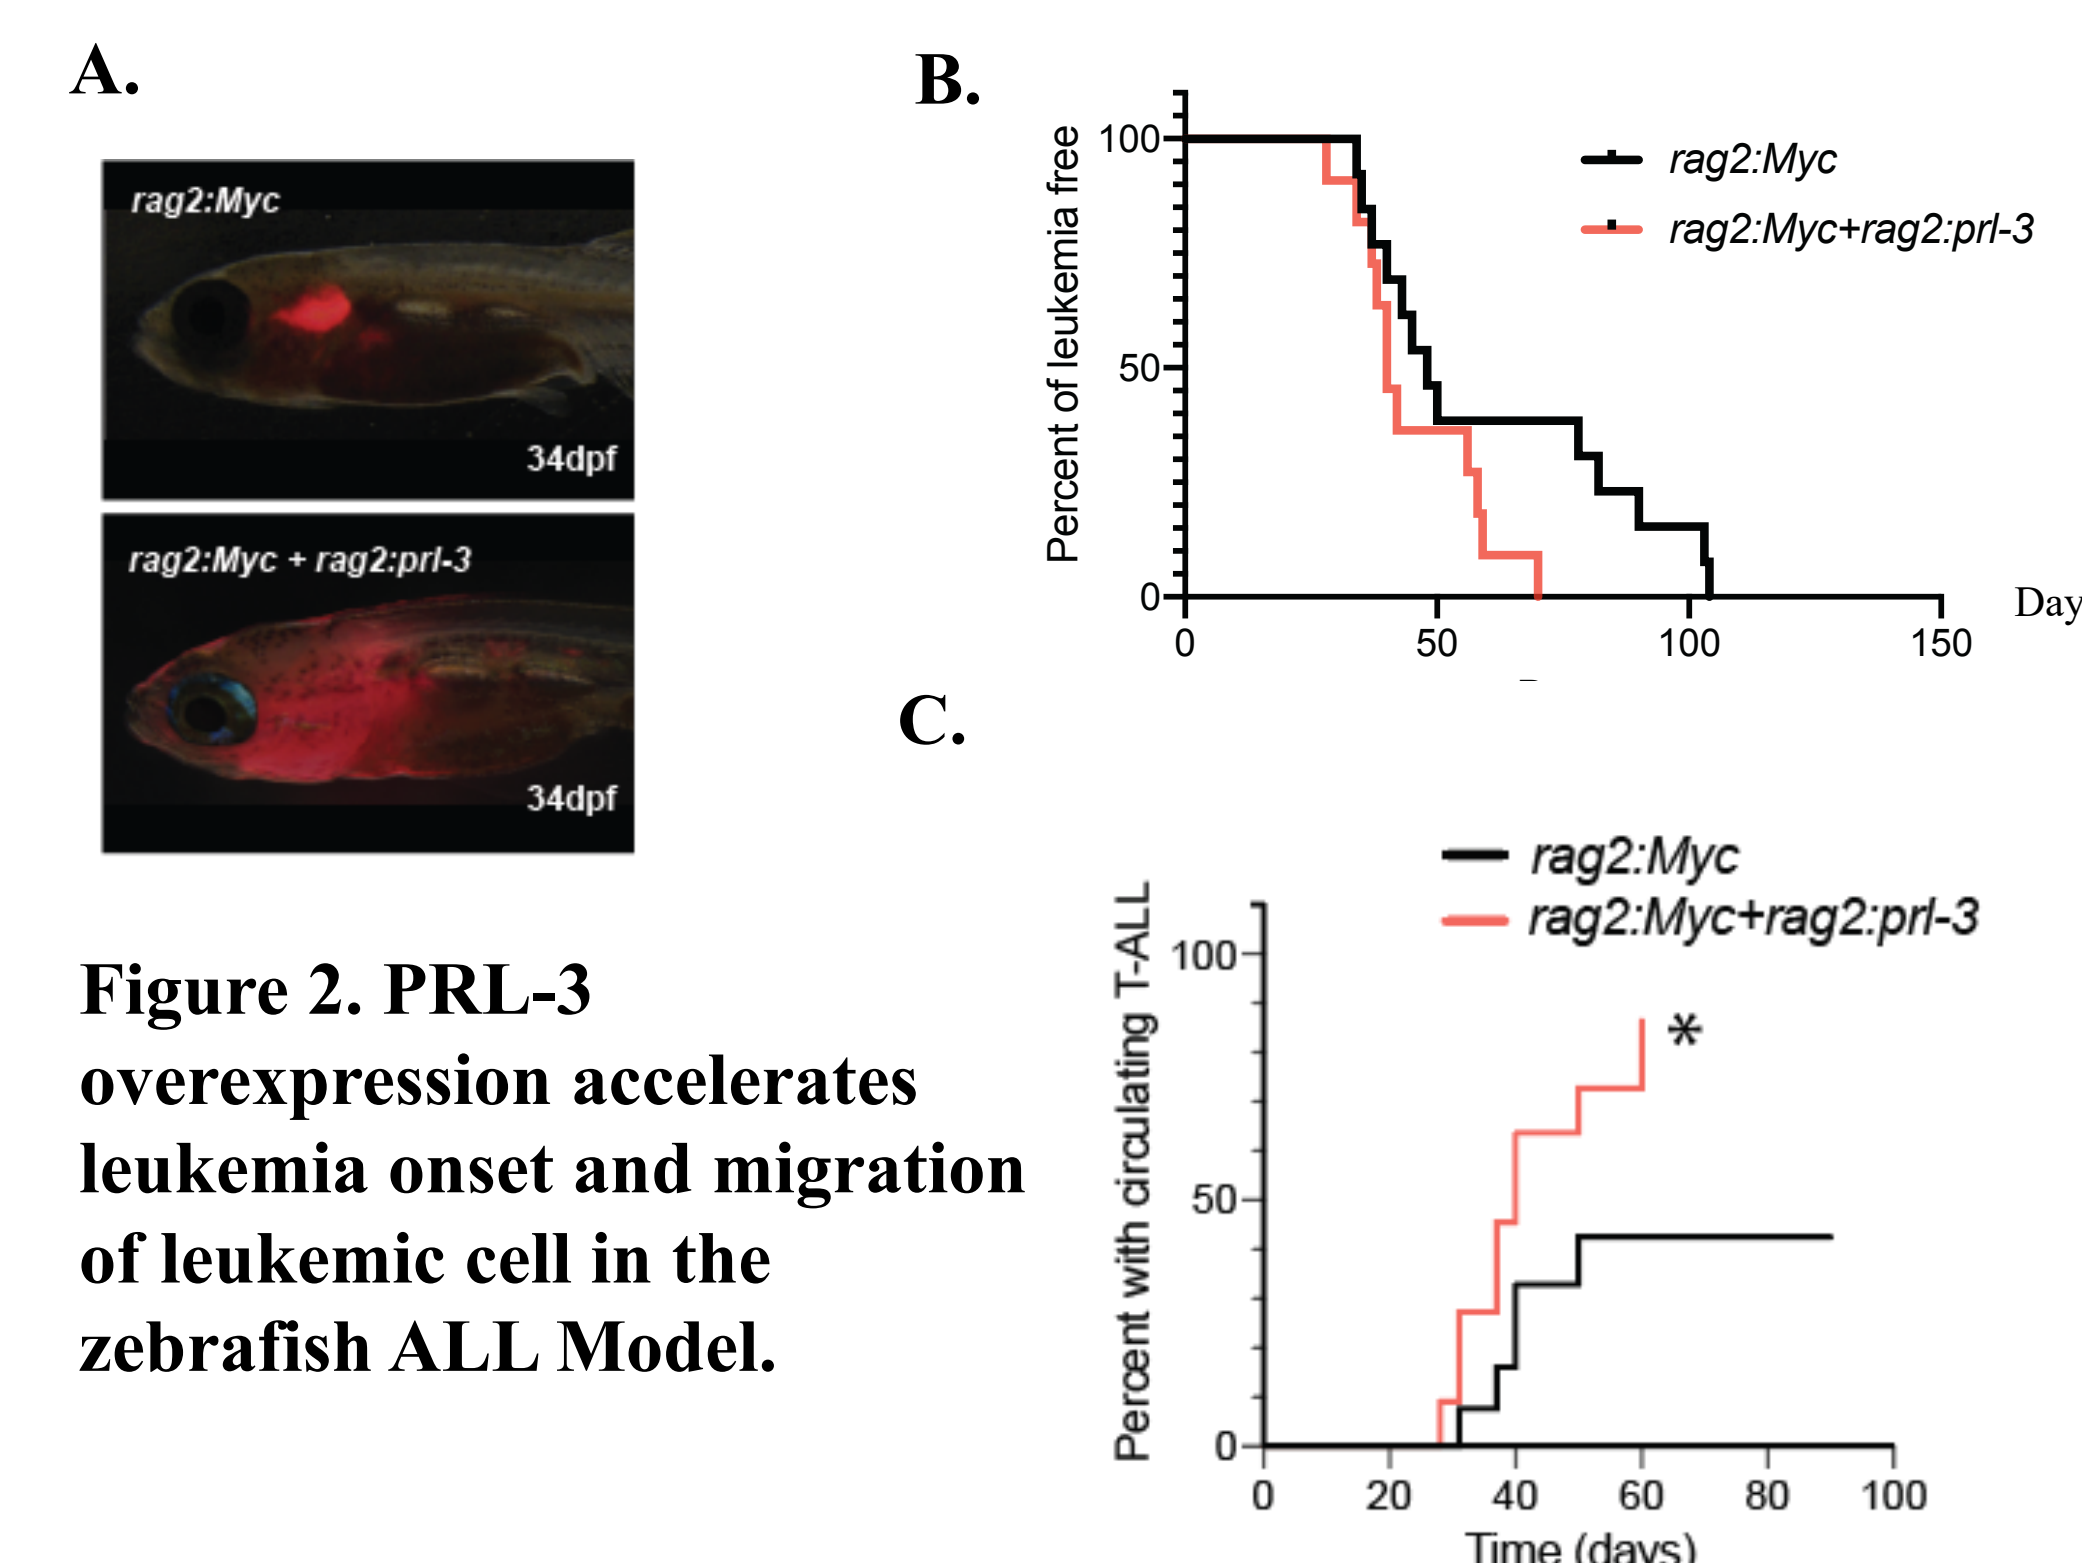 A.
rag2:Myc
34dpf
rag2:Myc + rag2:prl-3
34dpf
Figure 2. PRL-3
overexpression accelerates
leukemia onset and migration
of leukemic cell in the
zebrafish ALL Model.
B.
Percent of leukemia free
100
50
0
0
50
100
150
Day
rag2:Myc
rag2:Myc+rag2:prl-3
C.
rag2:Myc
rag2:Myc+rag2:prl-3
Percent with circulating T-ALL
100
50
0
*
0
20
40
60
80
100
Time (days)